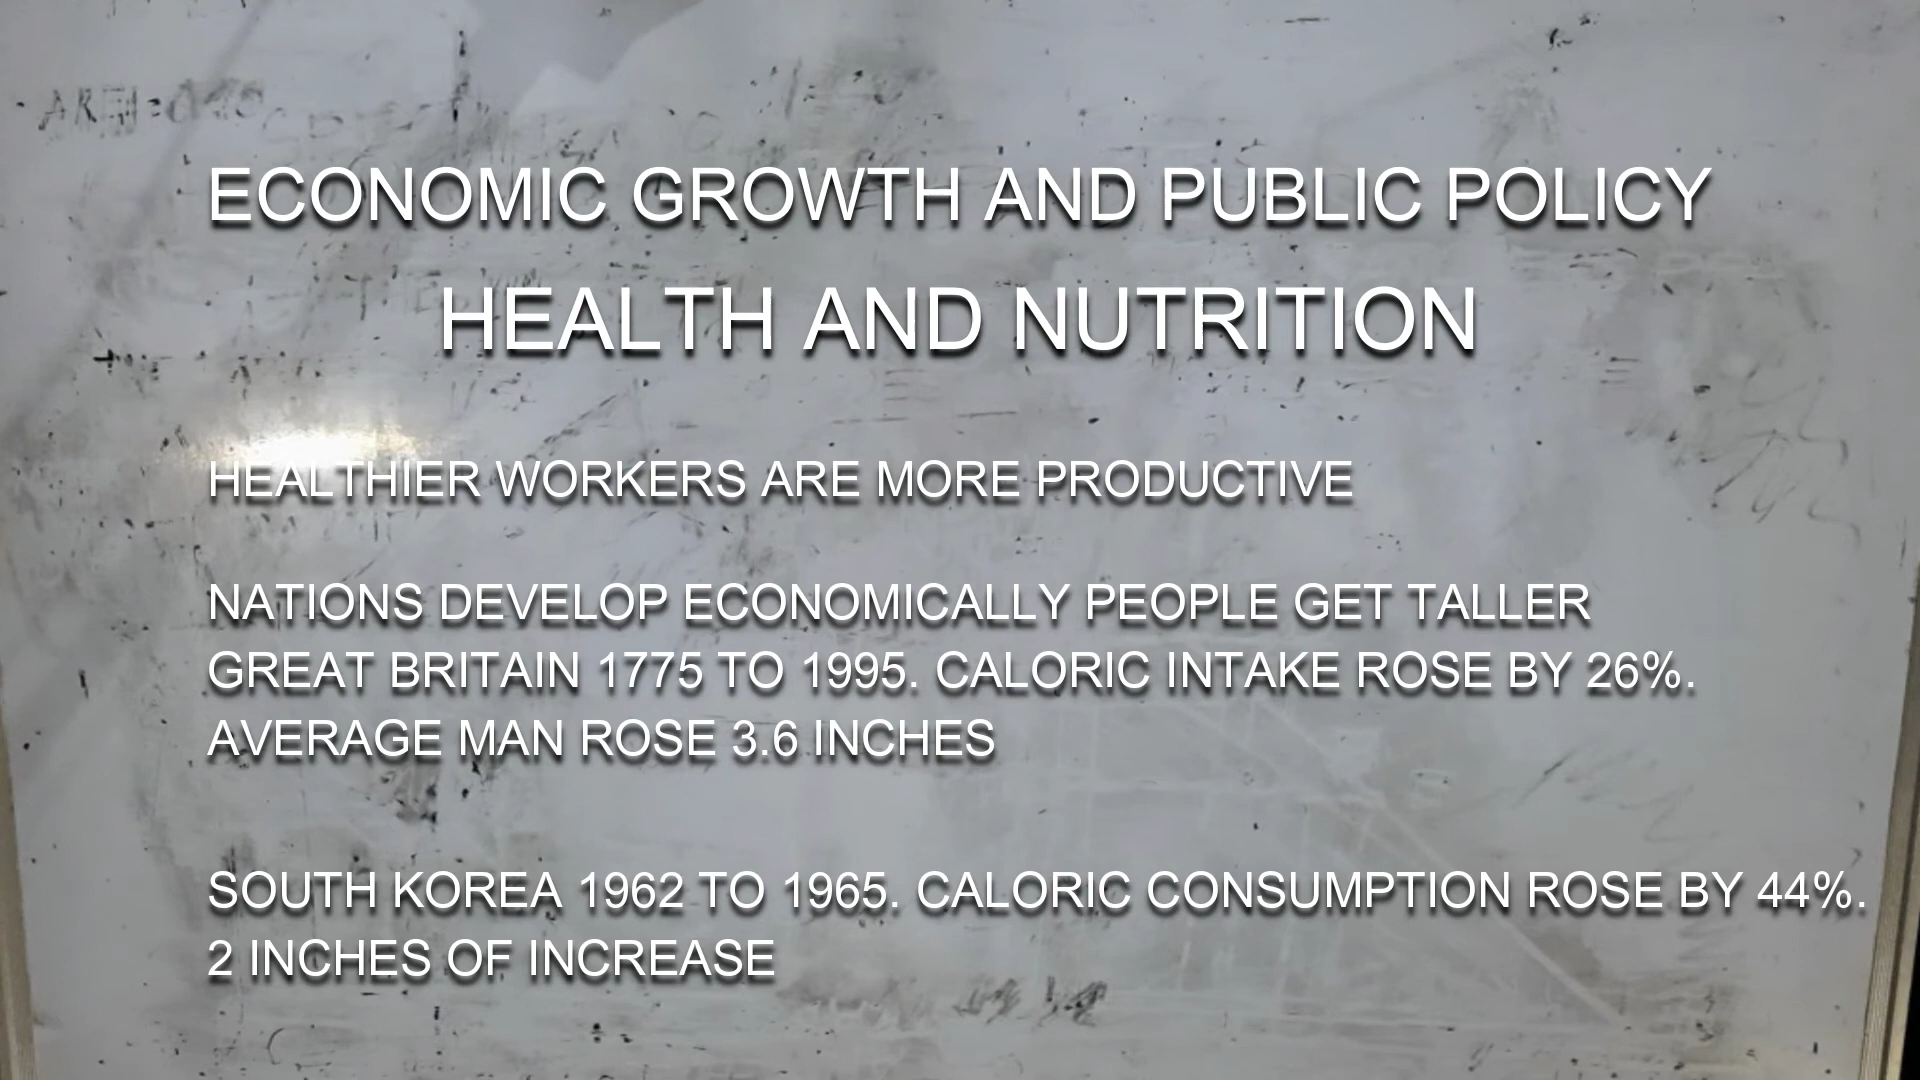 ECONOMIC GROWTH AND PUBLIC POLICY
HEALTH AND NUTRITION
HEALTHIER WORKERS ARE MORE PRODUCTIVE
NATIONS DEVELOP ECONOMICALLY PEOPLE GET TALLER
GREAT BRITAIN 1775 TO 1995. CALORIC INTAKE ROSE BY 26%.
AVERAGE MAN ROSE 3.6 INCHES
SOUTH KOREA 1962 TO 1965. CALORIC CONSUMPTION ROSE BY 44%.
2 INCHES OF INCREASE